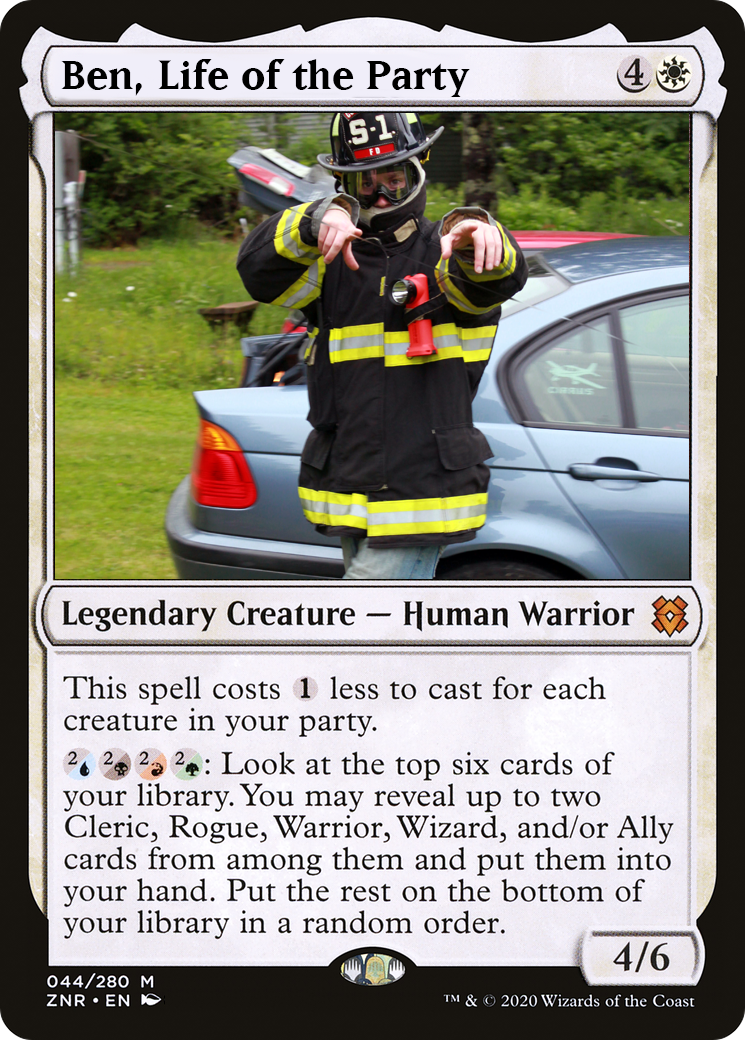 Ben, Life of the Party 4
S-1
F D
CIRRUS
Legendary Creature — Human Warrior
This spell costs 1 less to cast for each
creature in your party.
2 2 2 2 : Look at the top six cards of
your library. You may reveal up to two
Cleric, Rogue, Warrior, Wizard, and/or Ally
cards from among them and put them into
your hand. Put the rest on the bottom of
your library in a random order.
4/6
044/280 M
ZNR • EN
™ & © 2020 Wizards of the Coast